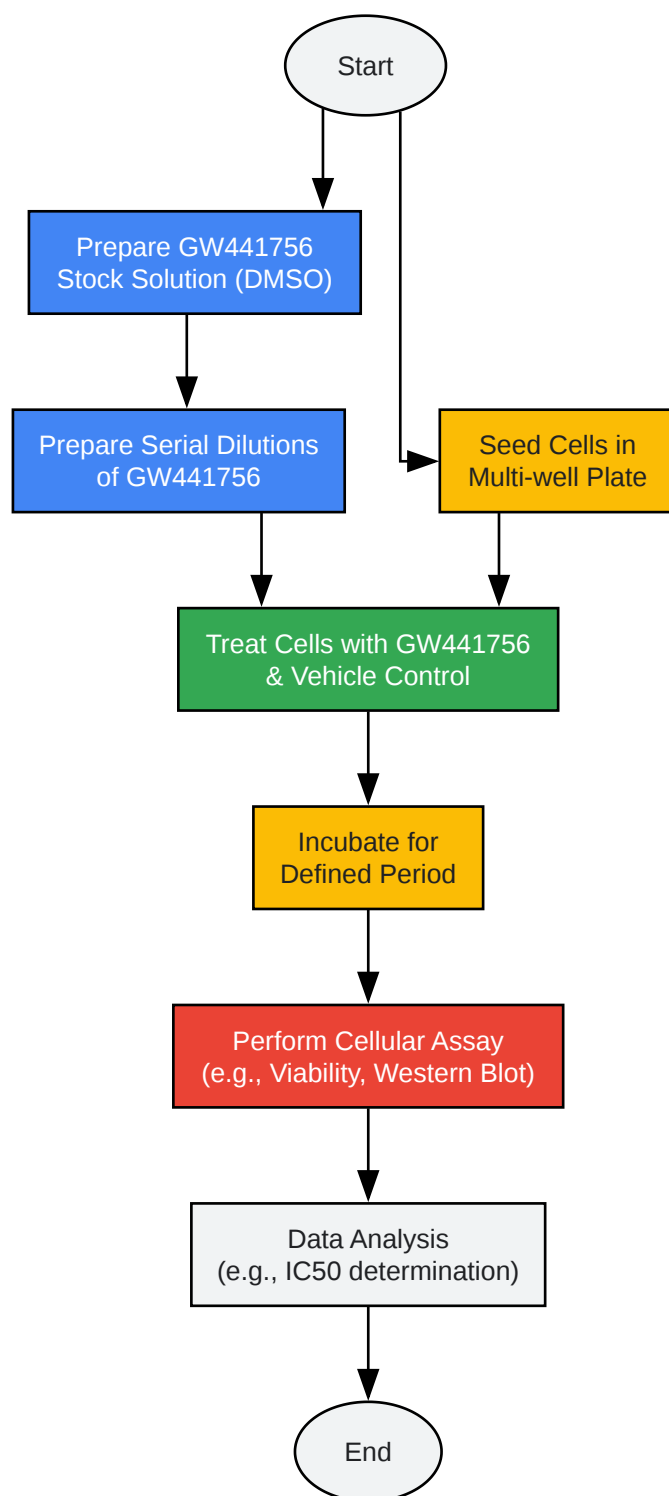 Start
Prepare GW441756
Stock Solution (DMSO)
Prepare Serial Dilutions
of GW441756
Seed Cells in
Multi-well Plate
Treat Cells with GW441756
& Vehicle Control
Incubate for
Defined Period
Perform Cellular Assay
(e.g., Viability, Western Blot)
Data Analysis
(e.g., IC50 determination)
End